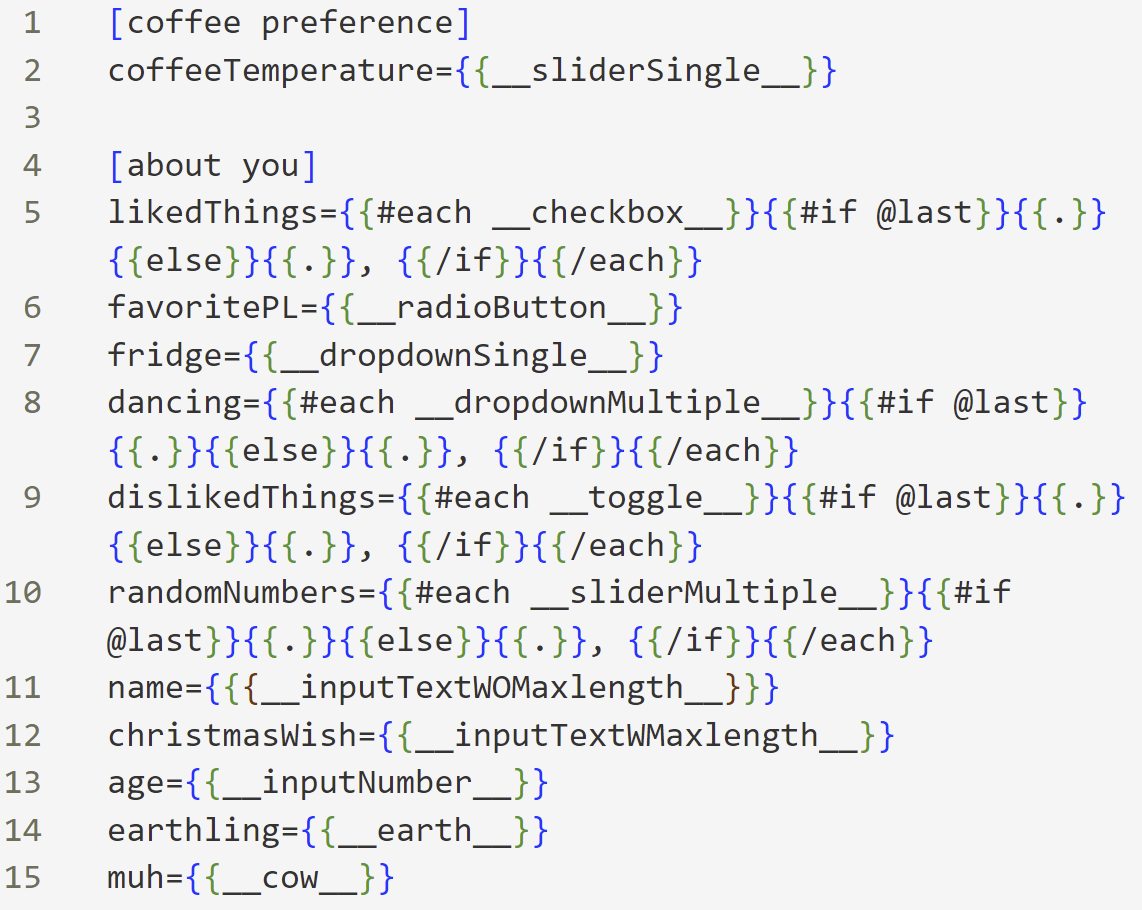 1 [coffee preference]
2 coffeeTemperature={{__sliderSingle__}}
3
4 [about you]
5 likedThings={{#each __checkbox__}}{{#if @last}}{{.}}
{{else}}{{.}}, {{/if}}{{/each}}
6 favoritePL={{__radioButton__}}
7 fridge={{__dropdownSingle__}}
8 dancing={{#each __dropdownMultiple__}}{{#if @last}}
{{.}}{{else}}{{.}}, {{/if}}{{/each}}
9 dislikedThings={{#each __toggle__}}{{#if @last}}{{.}}
{{else}}{{.}}, {{/if}}{{/each}}
10 randomNumbers={{#each __sliderMultiple__}}{{#if
@last}}{{.}}{{else}}{{.}}, {{/if}}{{/each}}
11 name={{{__inputTextWOMaxlength__}}}
12 christmasWish={{__inputTextWMaxlength__}}
13 age={{__inputNumber__}}
14 earthling={{__earth__}}
15 muh={{__cow__}}